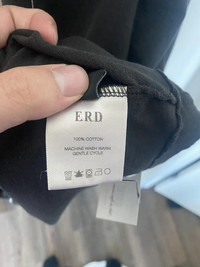 ERD
100% COTTON
MACHINE WASH WARM
GENTLE CYCLE